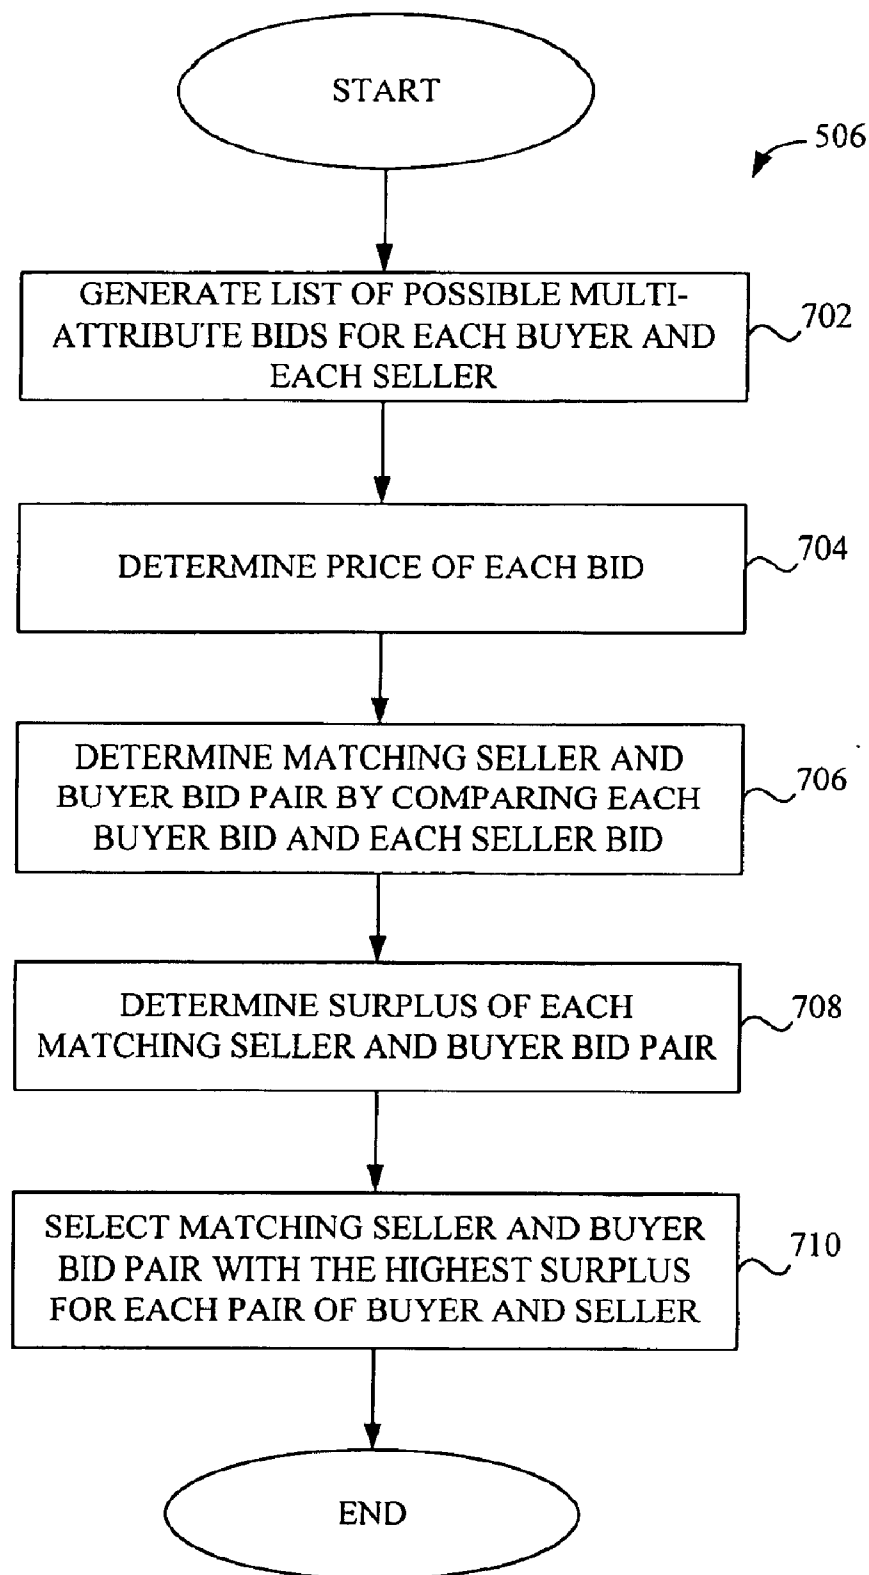 START
506
GENERATE LIST OF POSSIBLE MULTI-
ATTRIBUTE BIDS FOR EACH BUYER AND
EACH SELLER
702
DETERMINE PRICE OF EACH BID
704
DETERMINE MATCHING SELLER AND
BUYER BID PAIR BY COMPARING EACH
BUYER BID AND EACH SELLER BID
706
DETERMINE SURPLUS OF EACH
MATCHING SELLER AND BUYER BID PAIR
708
SELECT MATCHING SELLER AND BUYER
BID PAIR WITH THE HIGHEST SURPLUS
FOR EACH PAIR OF BUYER AND SELLER
710
END